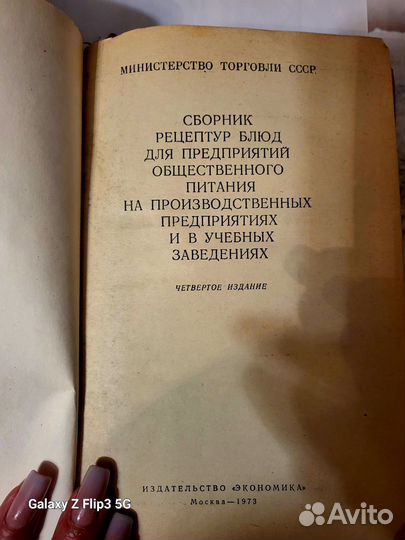 МИНИСТЕРСТВО ТОРГОВЛИ СССР
СБОРНИК
РЕЦЕПТУР БЛЮД
ДЛЯ ПРЕДПРИЯТИЙ
ОБЩЕСТВЕННОГО
ПИТАНИЯ
НА ПРОИЗВОДСТВЕННЫХ
ПРЕДПРИЯТИЯХ
И В УЧЕБНЫХ
ЗАВЕДЕНИЯХ
ЧЕТВЕРТОЕ ИЗДАНИЕ
ИЗДАТЕЛЬСТВО «ЭКОНОМИКА»
Москва—1973
Galaxy Z Flip3 5G
Avito